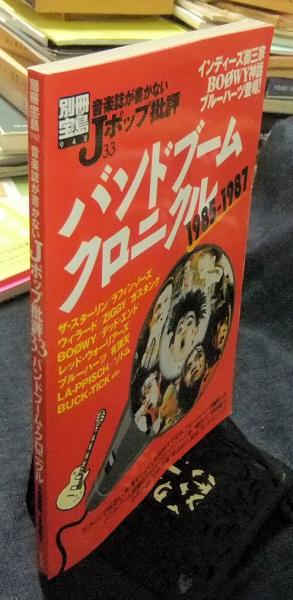 別冊
宝島
音楽誌が書かない
Jポップ批評
33
インディーズ御三家
BOØWY神話
ブルーハーツ登場!
バンドブーム
クロニクル
1985-1987
ザ・スターリン ラフィン・ノーズ
ウィラード ZIGGY ガスタンク
BOØWY デッド・エンド
レッド・ウォーリアーズ
ブルーハーツ 有頂天
LA-PPISCH ソドム
BUCK-TICK etc.
別冊
宝島
音楽誌が書かない
Jポップ批評33
バンドブームクロニクル